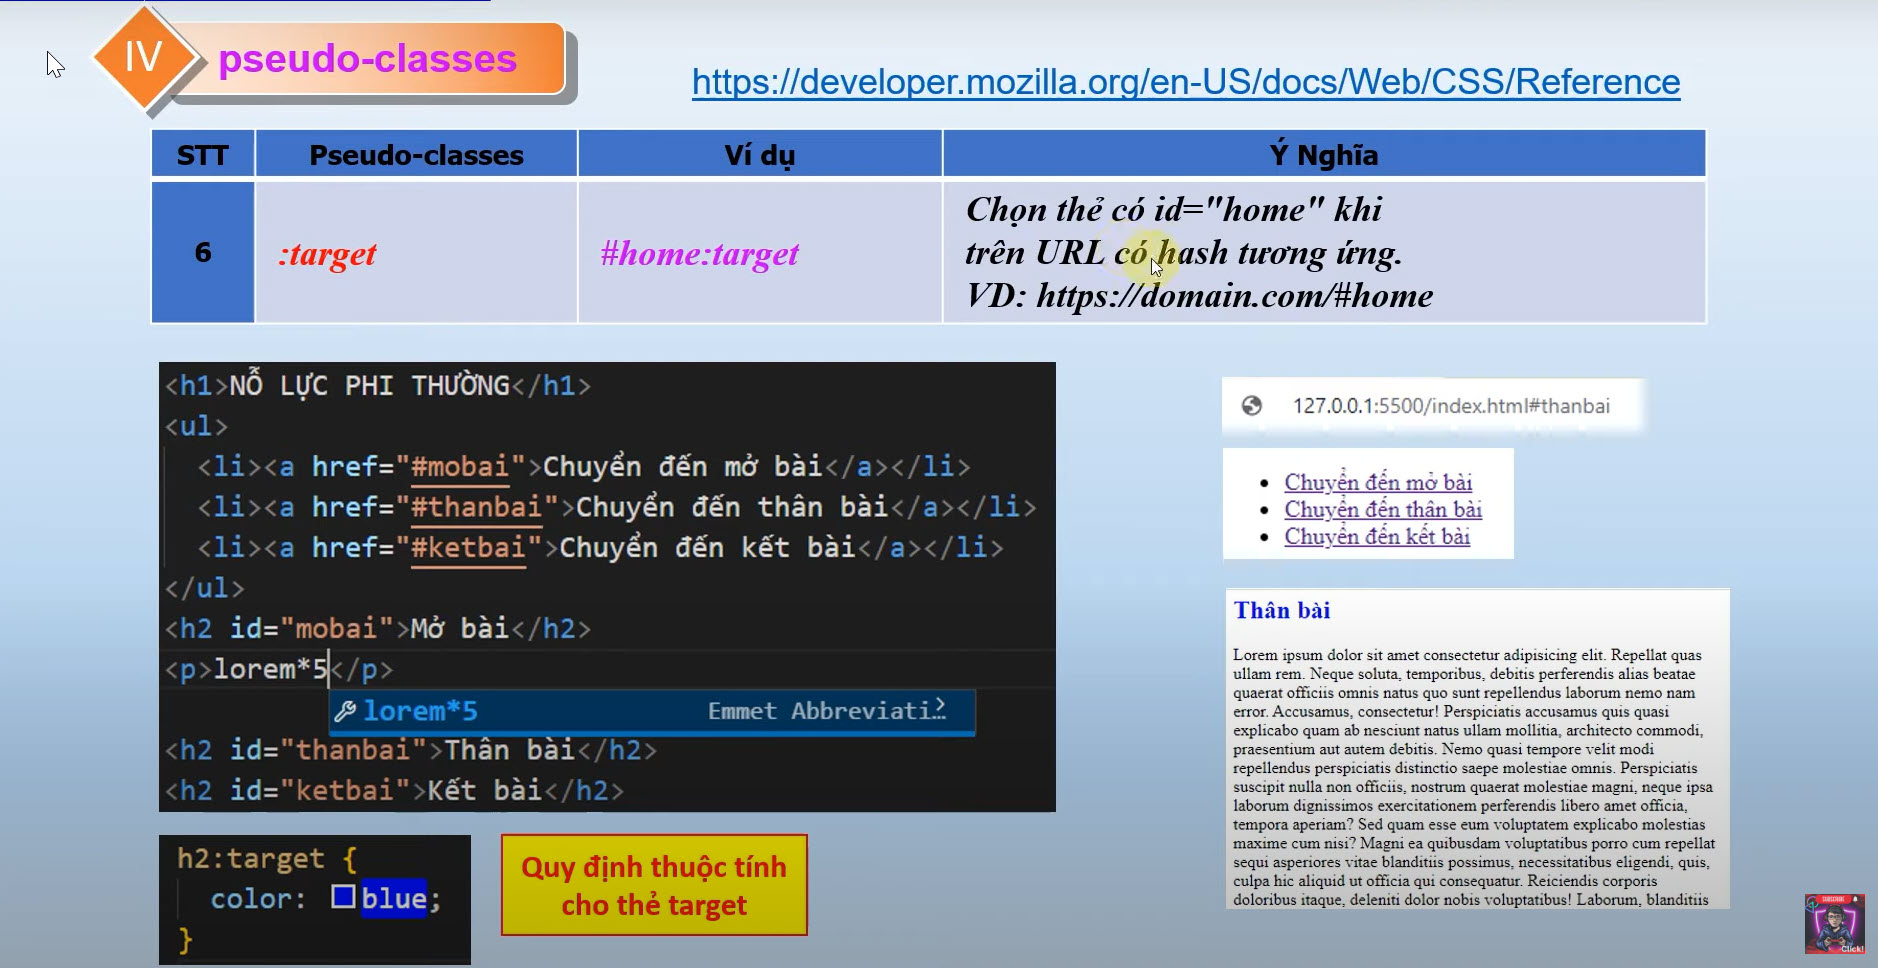 IV
pseudo-classes
https://developer.mozilla.org/en-US/docs/Web/CSS/Reference
STT Pseudo-classes Ví dụ Ý Nghĩa
6 :target #home:target
Chọn thẻ có id="home" khi
trên URL có hash tương ứng.
VD: https://domain.com/#home
<h1>NỖ LỰC PHI THƯỜNG</h1>
<ul>
<li><a href="#mobai">Chuyển đến mở bài</a></li>
<li><a href="#thanbai">Chuyển đến thân bài</a></li>
<li><a href="#ketbai">Chuyển đến kết bài</a></li>
</ul>
<h2 id="mobai">Mở bài</h2>
<p>lorem*5</p>
lorem*5 Emmet Abbreviati…
<h2 id="thanbai">Thân bài</h2>
<h2 id="ketbai">Kết bài</h2>
h2:target {
color: blue;
}
Quy định thuộc tính
cho thẻ target
127.0.0.1:5500/index.html#thanbai
Chuyển đến mở bài
Chuyển đến thân bài
Chuyển đến kết bài
Thân bài
Lorem ipsum dolor sit amet consectetur adipisicing elit. Repellat quas
ullam rem. Neque soluta, temporibus, debitis perferendis alias beatae
quaerat officiis omnis natus quo sunt repellendus laborum nemo nam
error. Accusamus, consectetur! Perspiciatis accusamus quis quasi
explicabo quam ab nesciunt natus ullam mollitia, architecto commodi,
praesentium aut autem debitis. Nemo quasi tempore velit modi
repellendus perspiciatis distinctio saepe molestiae omnis. Perspiciatis
suscipit nulla non officiis, nostrum quaerat molestiae magni, neque ipsa
laborum dignissimos exercitationem perferendis libero amet officia,
tempora aperiam? Sed quam esse eum voluptatem explicabo molestias
maxime cum nisi? Magni ea quibusdam voluptatibus porro cum repellat
sequi asperiores vitae blanditiis possimus, necessitatibus eligendi, quis,
culpa hic aliquid ut officia qui consequatur. Reiciendis corporis
doloribus itaque, deleniti dolor nobis voluptatibus! Laborum, blanditiis
SUBSCRIBE
Click!